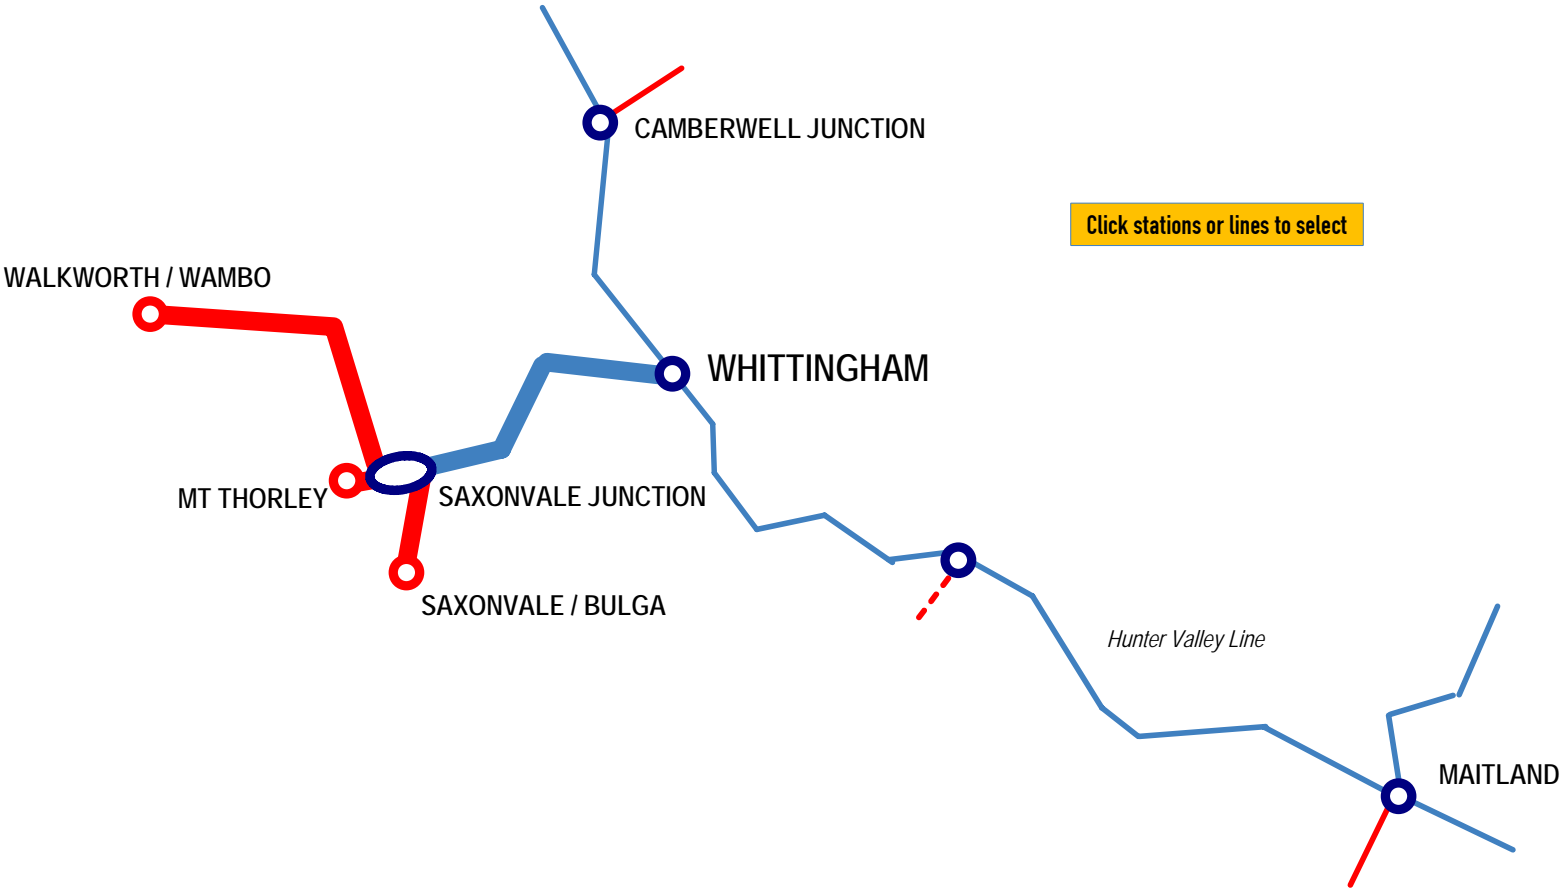 CAMBERWELL JUNCTION
Click stations or lines to select
WALKWORTH / WAMBO
WHITTINGHAM
MT THORLEY
SAXONVALE JUNCTION
SAXONVALE / BULGA
Hunter Valley Line
MAITLAND